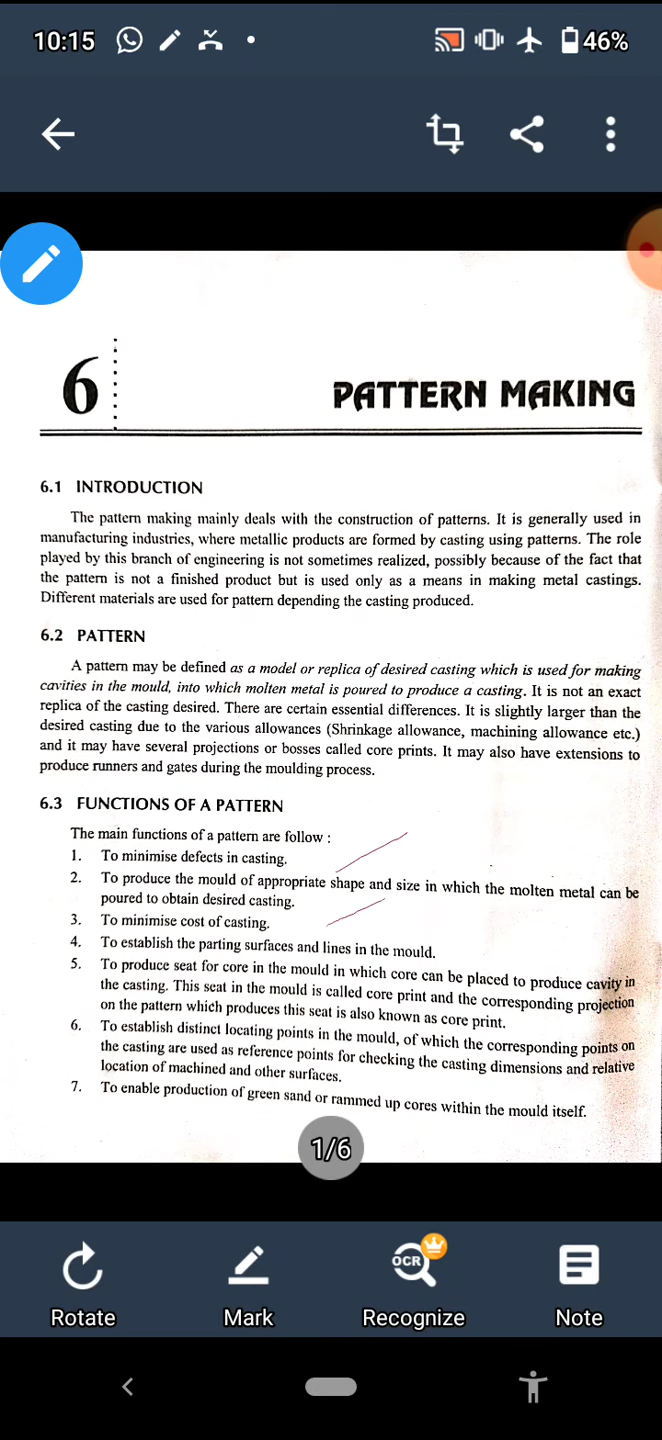 10:15
46%
6
PATTERN MAKING
6.1 INTRODUCTION
The pattern making mainly deals with the construction of patterns. It is generally used in
manufacturing industries, where metallic products are formed by casting using patterns. The role
played by this branch of engineering is not sometimes realized, possibly because of the fact that
the pattern is not a finished product but is used only as a means in making metal castings.
Different materials are used for pattern depending the casting produced.
6.2 PATTERN
A pattern may be defined as a model or replica of desired casting which is used for making
cavities in the mould, into which molten metal is poured to produce a casting. It is not an exact
replica of the casting desired. There are certain essential differences. It is slightly larger than the
desired casting due to the various allowances (Shrinkage allowance, machining allowance etc.)
and it may have several projections or bosses called core prints. It may also have extensions to
produce runners and gates during the moulding process.
6.3 FUNCTIONS OF A PATTERN
The main functions of a pattern are follow :
1. To minimise defects in casting.
2. To produce the mould of appropriate shape and size in which the molten metal can be
poured to obtain desired casting.
3. To minimise cost of casting.
4. To establish the parting surfaces and lines in the mould.
5. To produce seat for core in the mould in which core can be placed to produce cavity in
the casting. This seat in the mould is called core print and the corresponding projection
on the pattern which produces this seat is also known as core print.
6. To establish distinct locating points in the mould, of which the corresponding points on
the casting are used as reference points for checking the casting dimensions and relative
location of machined and other surfaces.
7. To enable production of green sand or rammed up cores within the mould itself.
1/6
OCR
Rotate
Mark
Recognize
Note